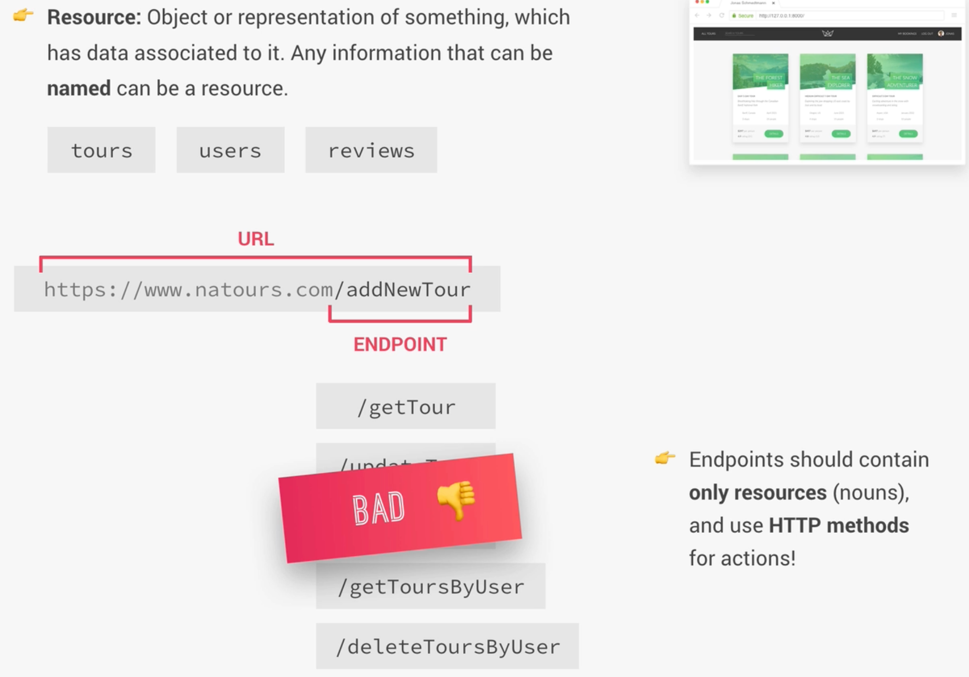 👉 Resource: Object or representation of something, which
has data associated to it. Any information that can be
named can be a resource.
tours users reviews
URL
https://www.natours.com/addNewTour
ENDPOINT
/getTour
BAD 👎
/getToursByUser
/deleteToursByUser
👉 Endpoints should contain
only resources (nouns),
and use HTTP methods
for actions!